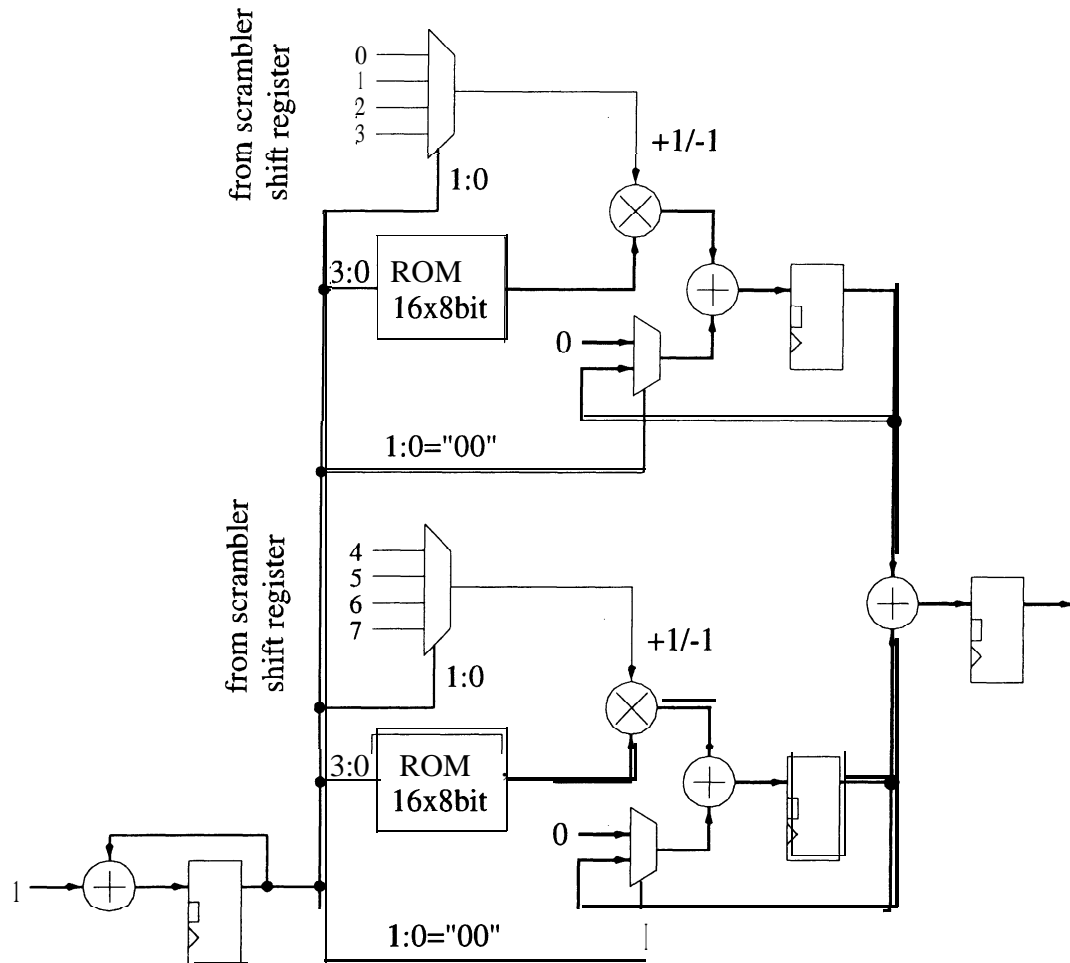 from scrambler
shift register
0
1
2
3
1:0
+1/-1
3:0
ROM
16x8bit
0
1:0="00"
from scrambler
shift register
4
5
6
7
1:0
+1/-1
3:0
ROM
16x8bit
0
1
1:0="00"